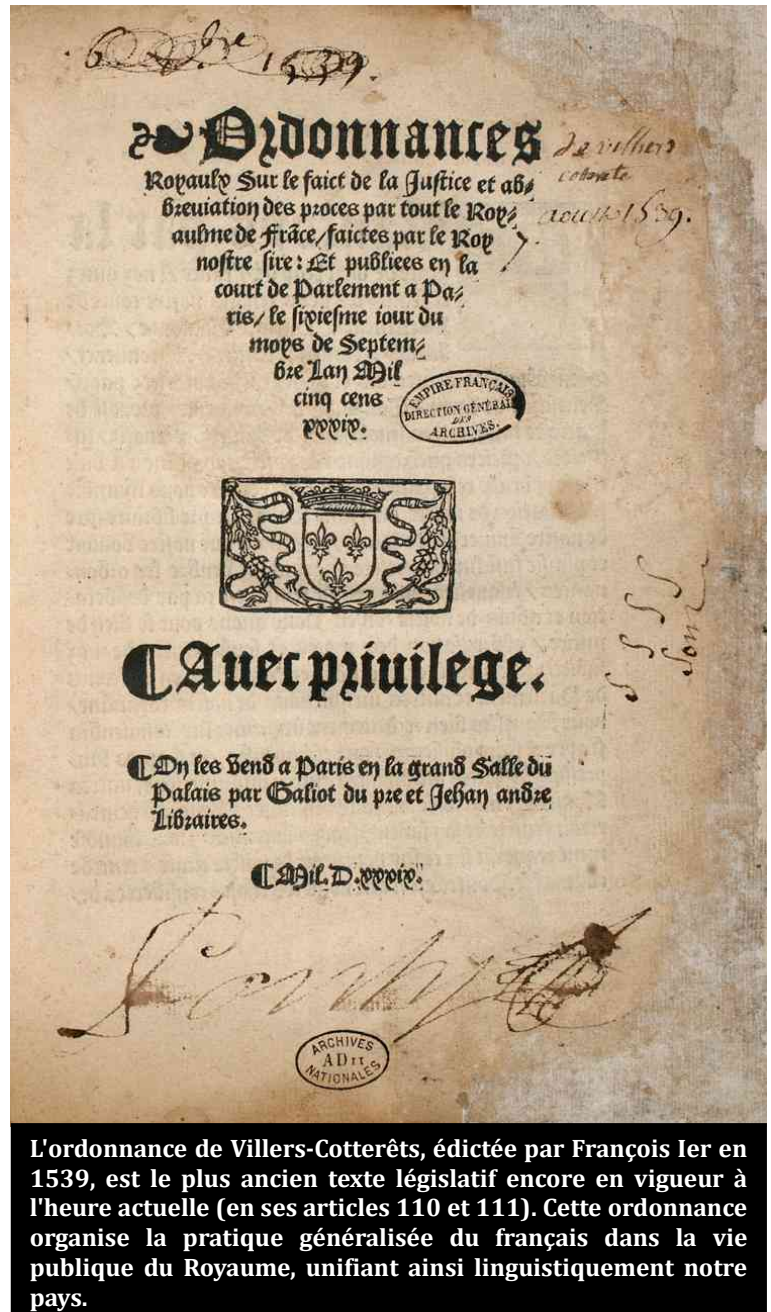 6 7bre 1539.
Ordonnances
de villers
Royaulx Sur le faict de la Justice et ab⸗
coterets
breuiation des proces par tout le Roy⸗
aoust 1539.
aulme de Frãce/faictes par le Roy
nostre sire: Et publiees en la
court de Parlement a Pa⸗
ris/ le sixiesme iour du
moys de Septem⸗
bre Lan Mil
cinq cens
xxxix.
EMPIRE FRANÇAIS
DIRECTION GÉNÉRALE
DES
ARCHIVES.
Auec priuilege.
On les vend a Paris en la grand Salle du
Palais par Galiot du pre et Jehan andre
Libraires.
Mil.D.xxxix.
ARCHIVES
AD II
NATIONALES
L'ordonnance de Villers-Cotterêts, édictée par François Ier en
1539, est le plus ancien texte législatif encore en vigueur à
l'heure actuelle (en ses articles 110 et 111). Cette ordonnance
organise la pratique généralisée du français dans la vie
publique du Royaume, unifiant ainsi linguistiquement notre
pays.